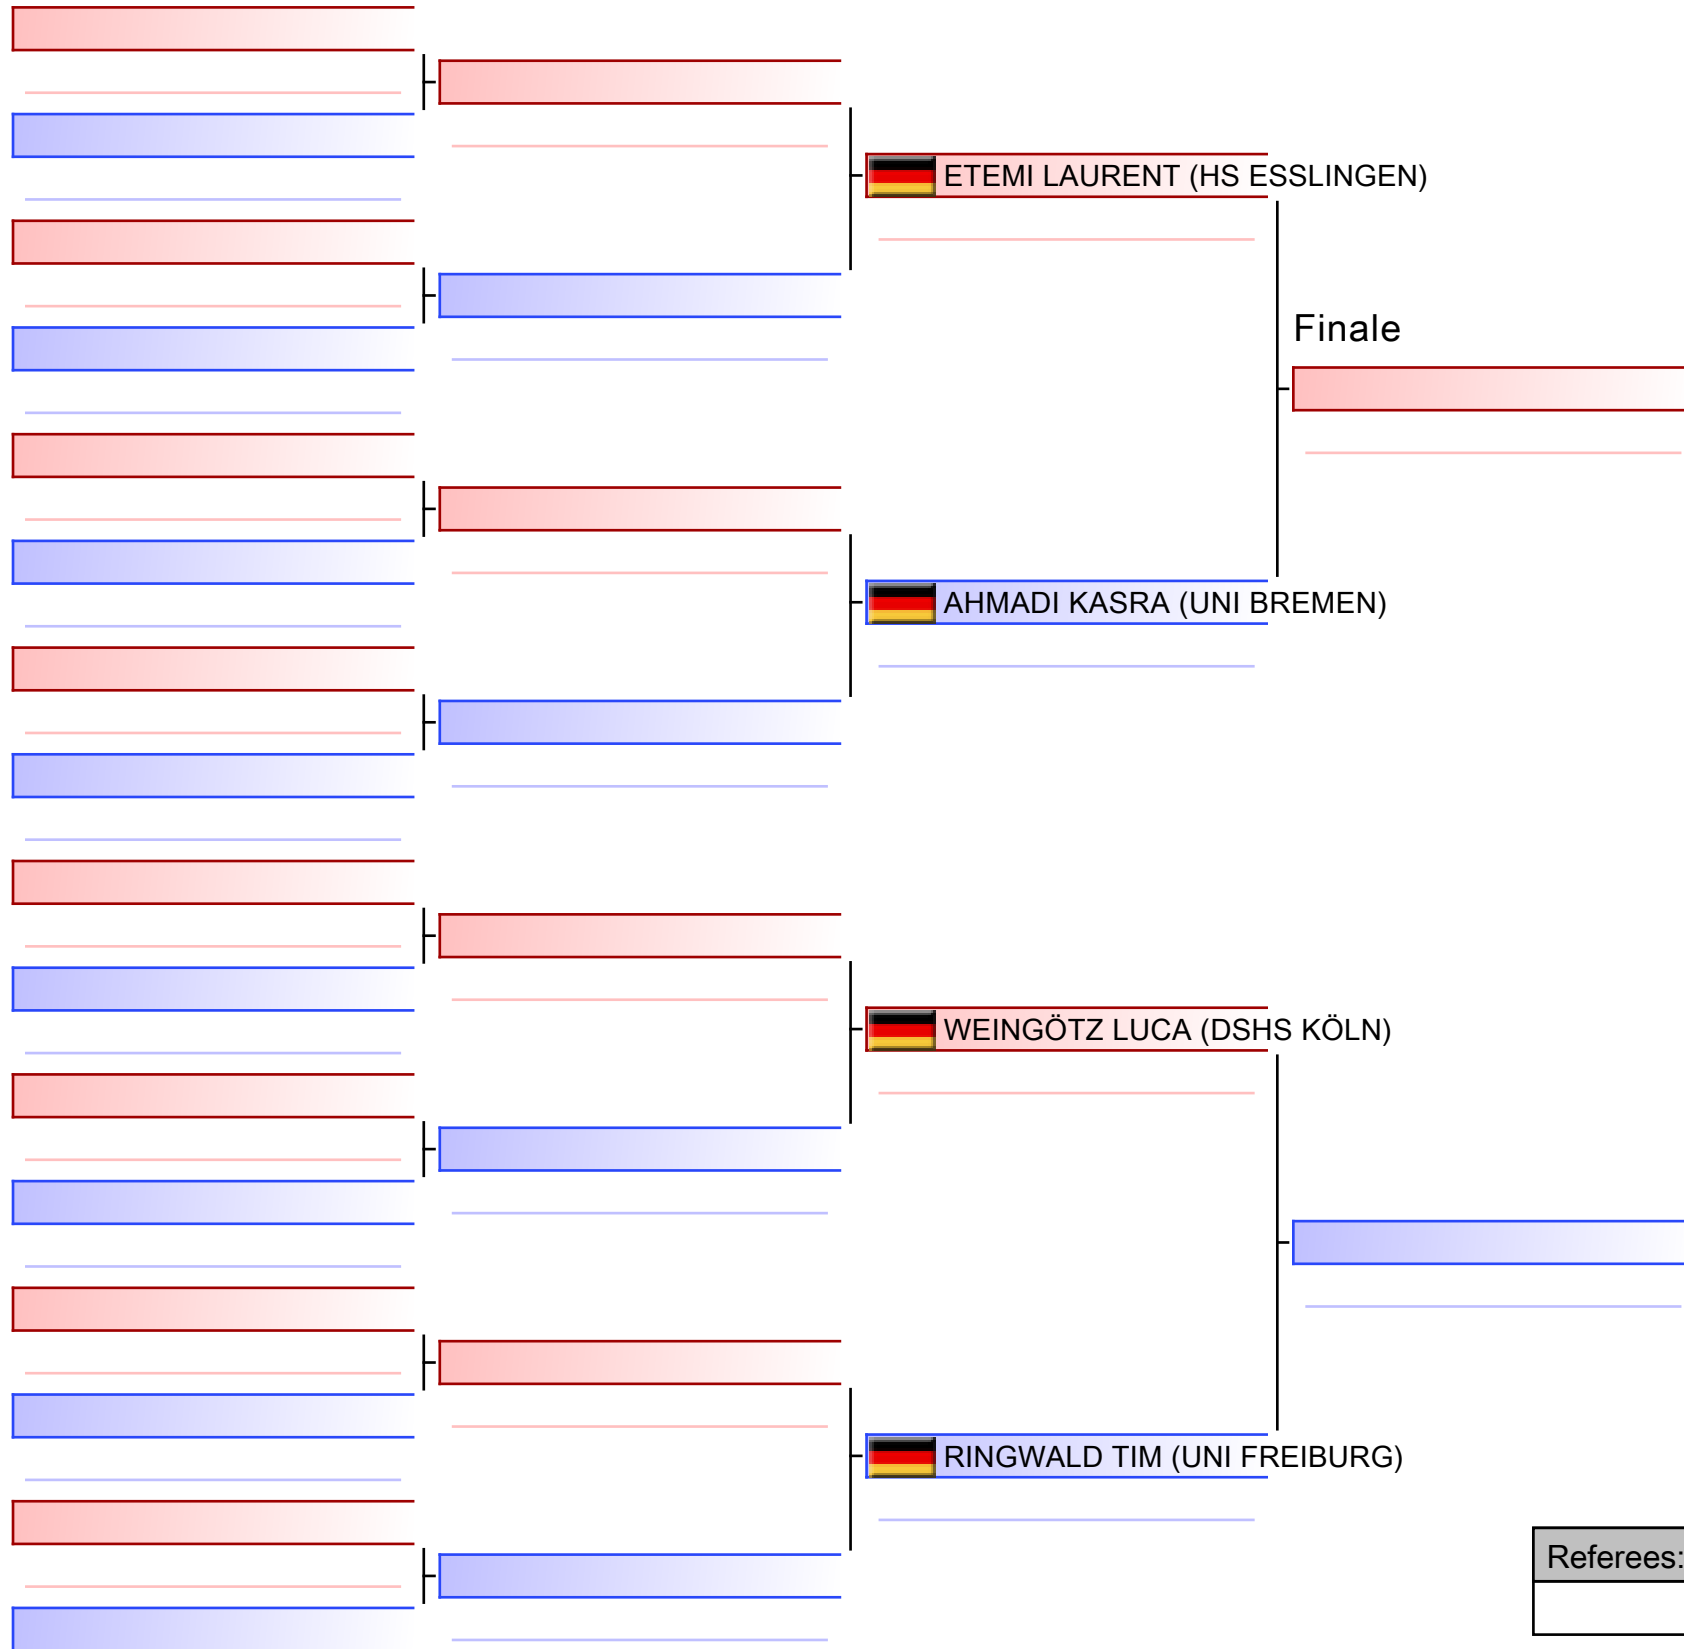 ETEMI LAURENT (HS ESSLINGEN)
Finale
AHMADI KASRA (UNI BREMEN)
WEINGÖTZ LUCA (DSHS KÖLN)
RINGWALD TIM (UNI FREIBURG)
Referees: